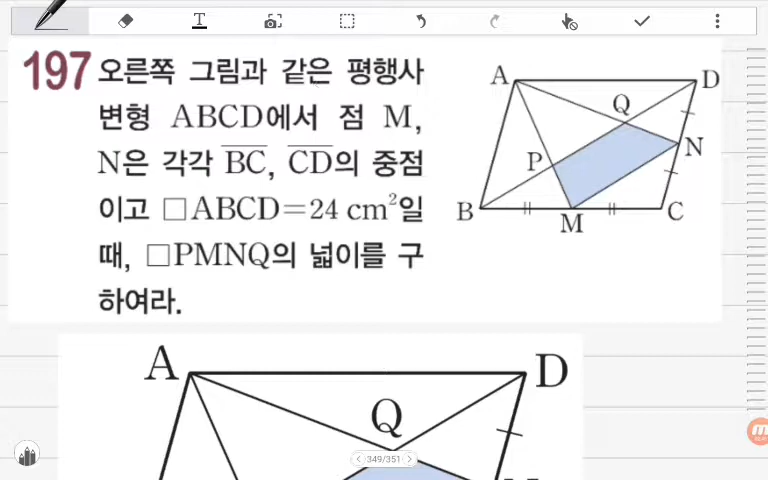 T
197 오른쪽 그림과 같은 평행사
변형 ABCD에서 점 M,
N은 각각 BC, CD의 중점
이고 □ABCD=24 cm²일
때, □PMNQ의 넓이를 구
하여라.
A
D
Q
P
N
B
M
C
A
D
Q
349/351